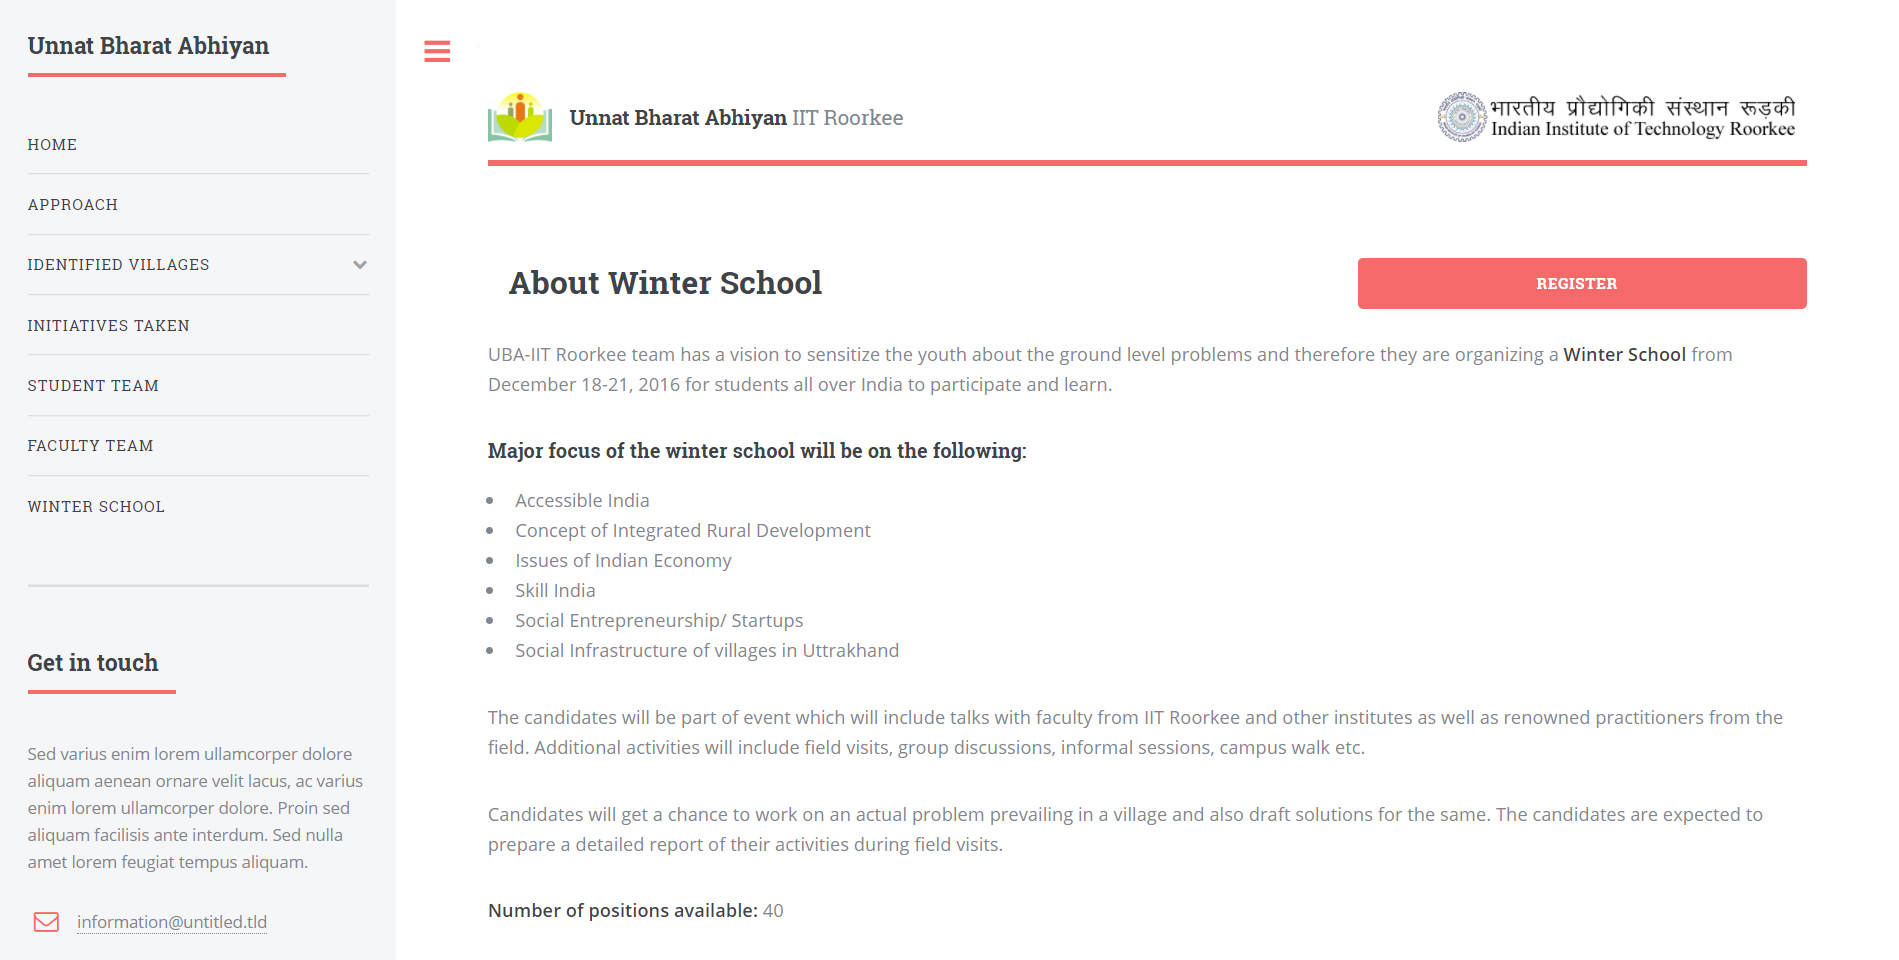 Unnat Bharat Abhiyan
HOME
APPROACH
IDENTIFIED VILLAGES
INITIATIVES TAKEN
STUDENT TEAM
FACULTY TEAM
WINTER SCHOOL
Get in touch
Sed varius enim lorem ullamcorper dolore
aliquam aenean ornare velit lacus, ac varius
enim lorem ullamcorper dolore. Proin sed
aliquam facilisis ante interdum. Sed nulla
amet lorem feugiat tempus aliquam.
information@untitled.tld
Unnat Bharat Abhiyan IIT Roorkee
भारतीय प्रौद्योगिकी संस्थान रूड़की
Indian Institute of Technology Roorkee
About Winter School
REGISTER
UBA-IIT Roorkee team has a vision to sensitize the youth about the ground level problems and therefore they are organizing a Winter School from
December 18-21, 2016 for students all over India to participate and learn.
Major focus of the winter school will be on the following:
Accessible India
Concept of Integrated Rural Development
Issues of Indian Economy
Skill India
Social Entrepreneurship/ Startups
Social Infrastructure of villages in Uttrakhand
The candidates will be part of event which will include talks with faculty from IIT Roorkee and other institutes as well as renowned practitioners from the
field. Additional activities will include field visits, group discussions, informal sessions, campus walk etc.
Candidates will get a chance to work on an actual problem prevailing in a village and also draft solutions for the same. The candidates are expected to
prepare a detailed report of their activities during field visits.
Number of positions available: 40